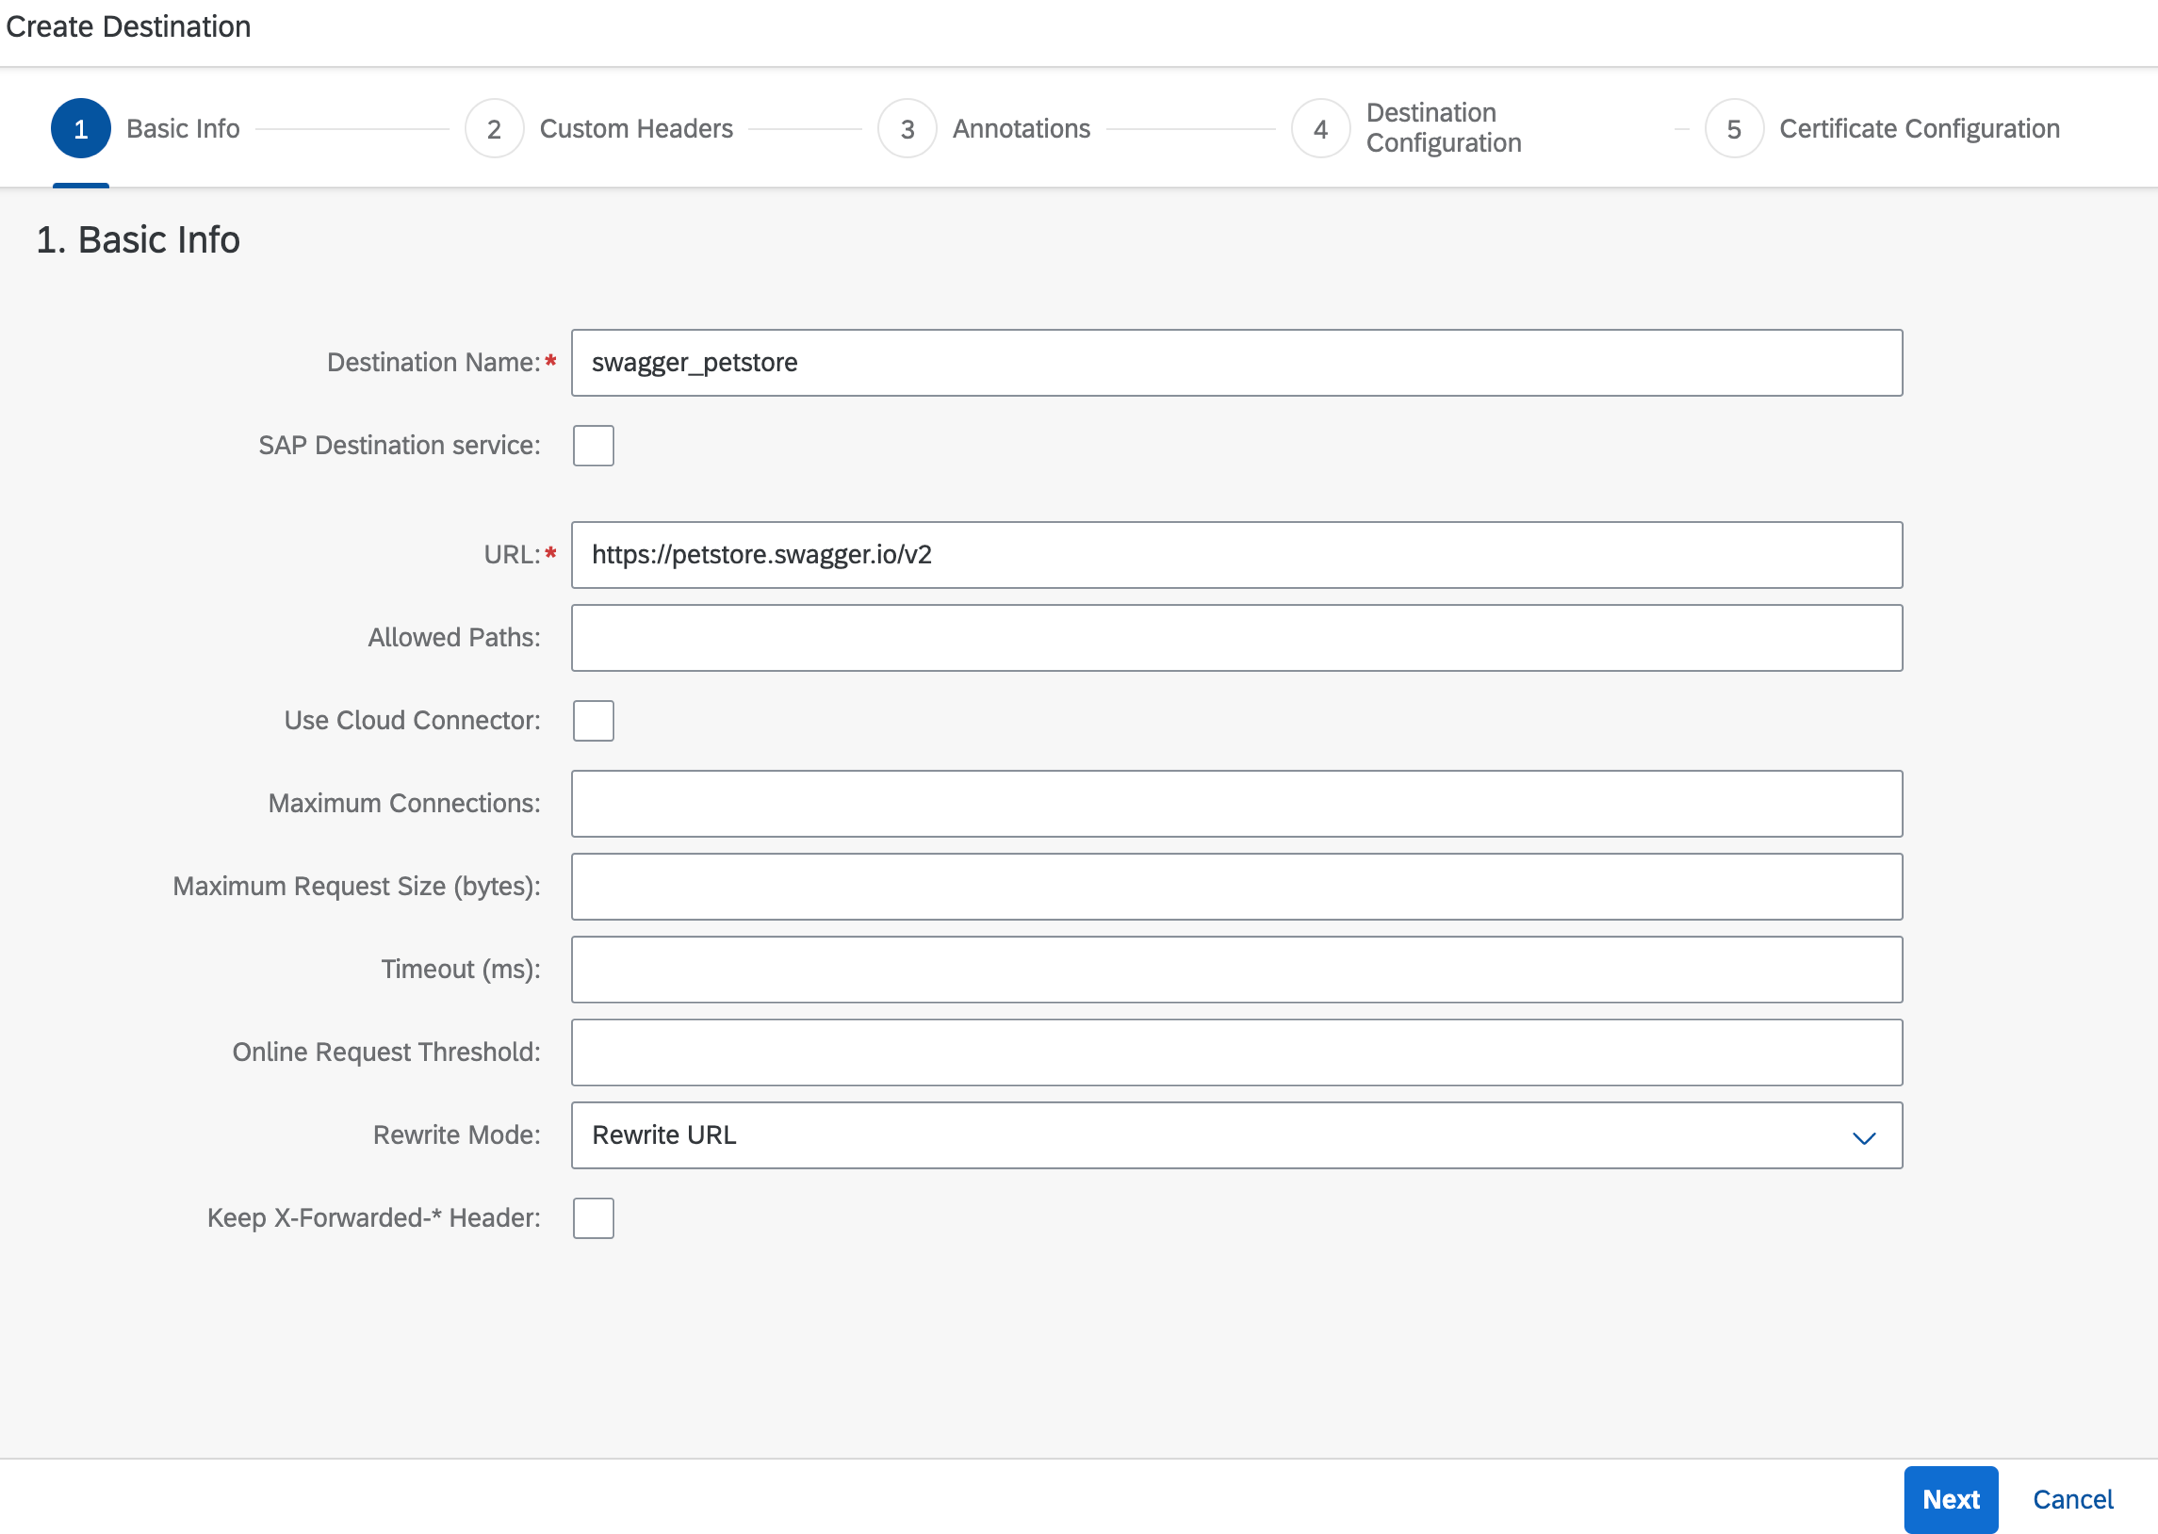 Create Destination
1 Basic Info
2 Custom Headers
3 Annotations
4 Destination
Configuration
5 Certificate Configuration
1. Basic Info
Destination Name:* swagger_petstore
SAP Destination service:
URL:* https://petstore.swagger.io/v2
Allowed Paths:
Use Cloud Connector:
Maximum Connections:
Maximum Request Size (bytes):
Timeout (ms):
Online Request Threshold:
Rewrite Mode: Rewrite URL
Keep X-Forwarded-* Header:
Next Cancel